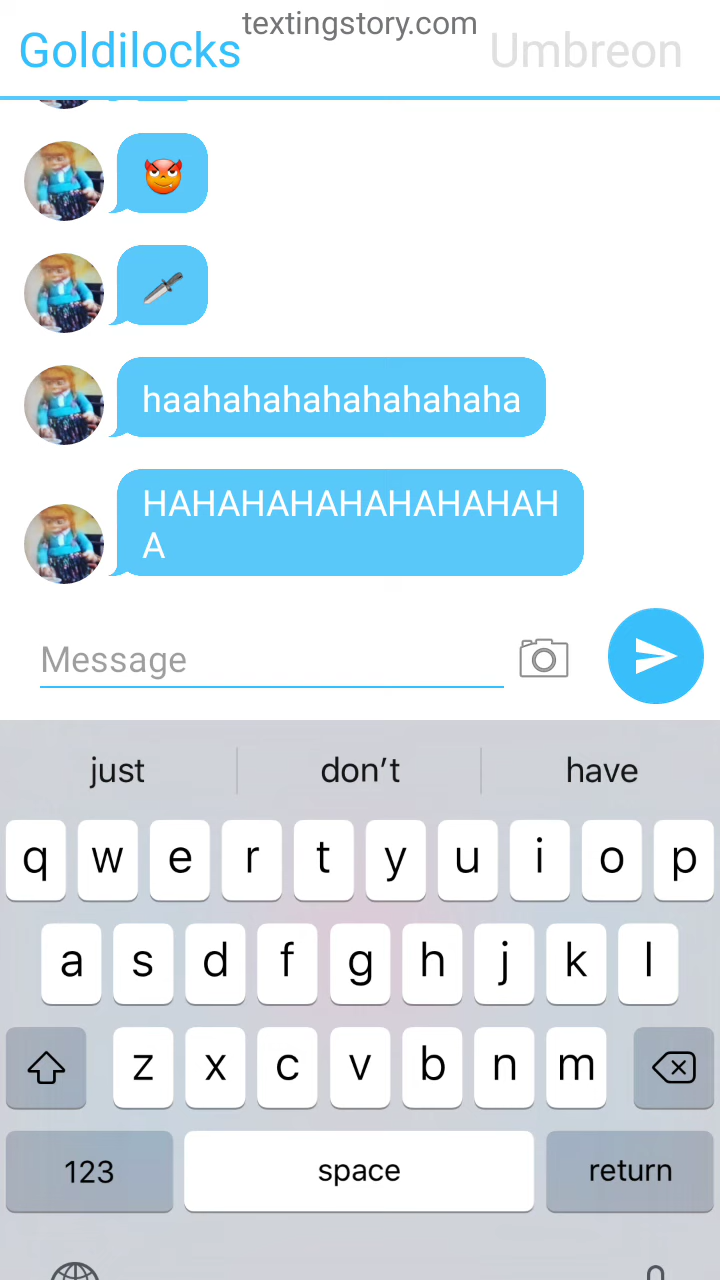 textingstory.com
Goldilocks
Umbreon
😈
🔪
haahahahahahahahaha
HAHAHAHAHAHAHAHAH
A
Message
just
don’t
have
q w e r t y u i o p
a s d f g h j k l
z x c v b n m
123 space return